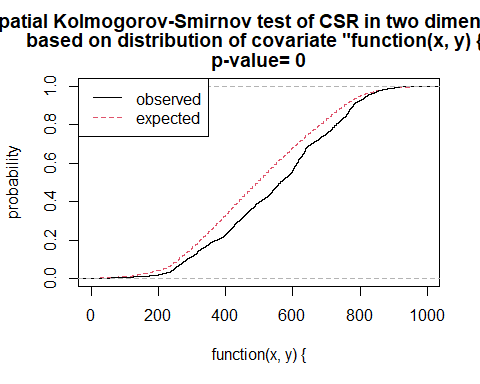 patial Kolmogorov-Smirnov test of CSR in two dimen
based on distribution of covariate "function(x, y) {
p-value= 0
observed
expected
probability
0.0 0.2 0.4 0.6 0.8 1.0
0 200 400 600 800 1000
function(x, y) {